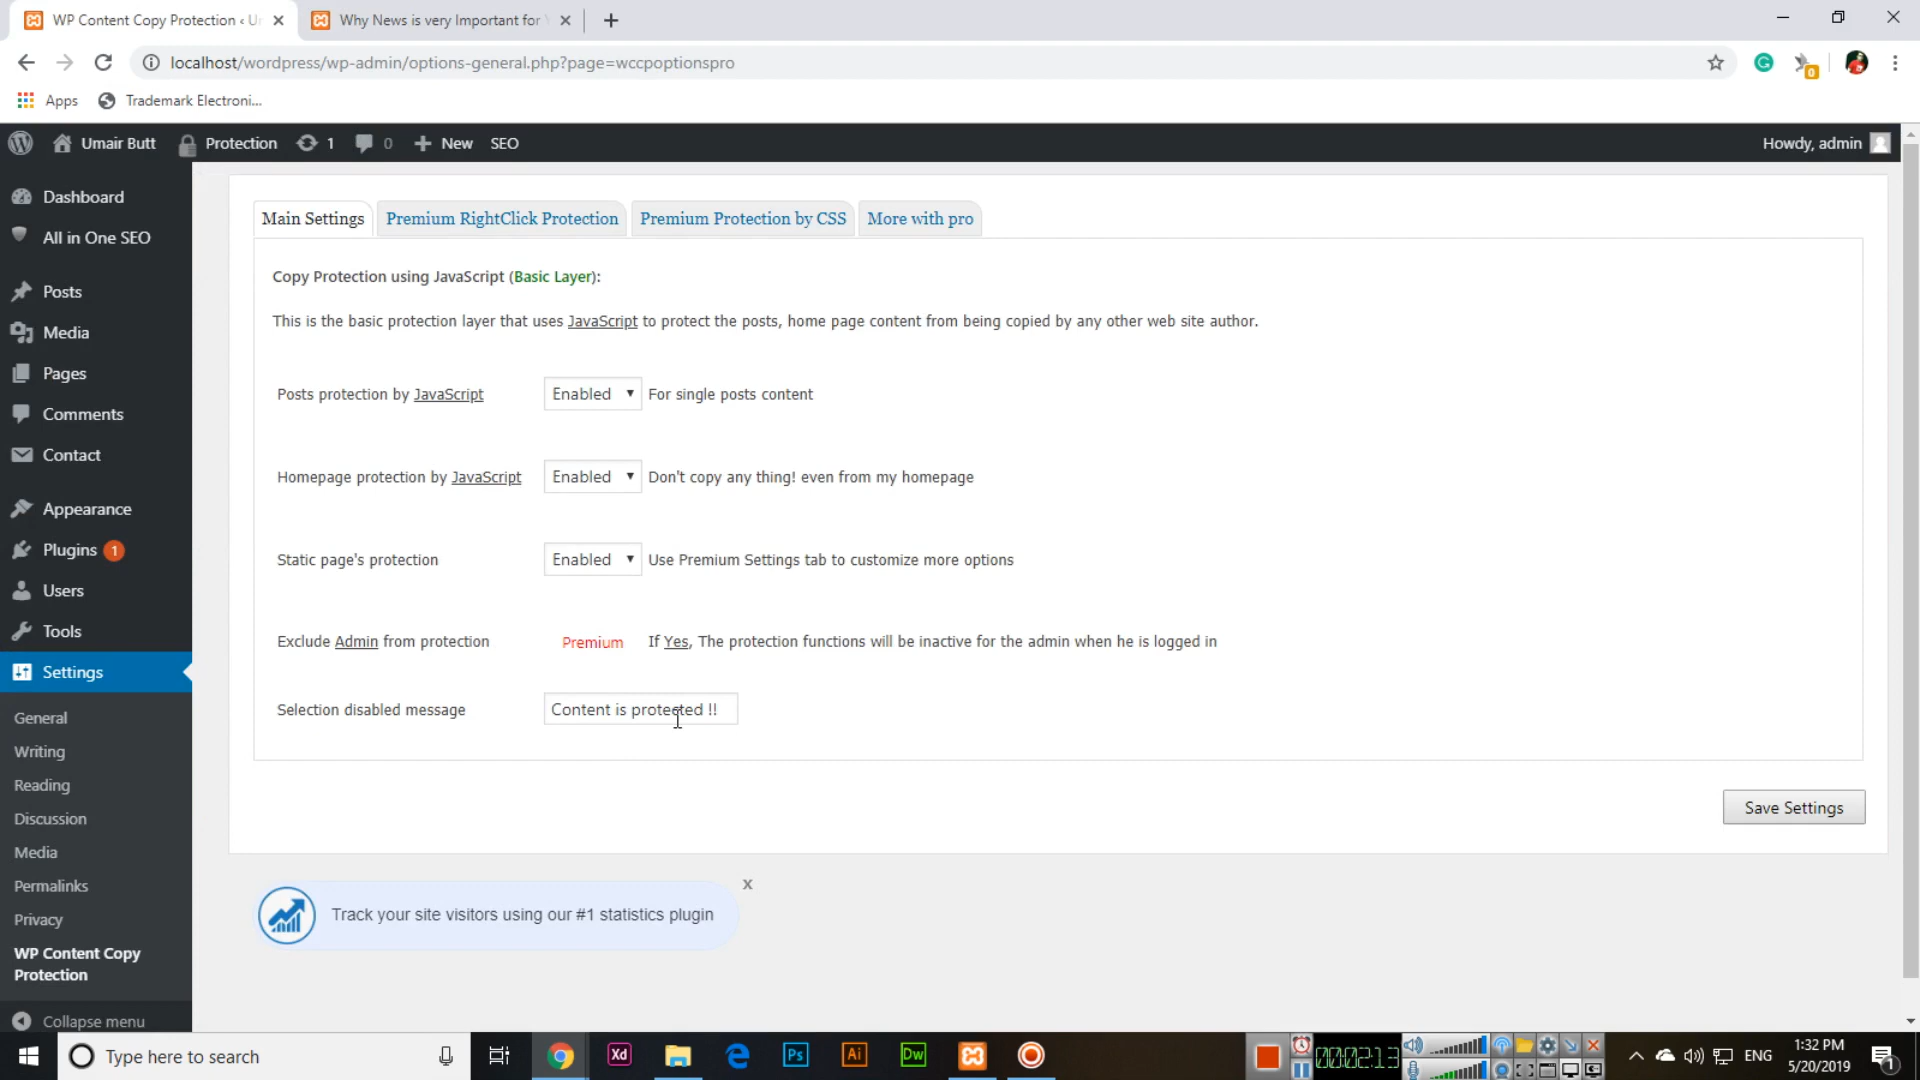 WP Content Copy Protection ‹ U
Why News is very Important for
localhost/wordpress/wp-admin/options-general.php?page=wccpoptionspro
0
Apps
Trademark Electroni...
Umair Butt
Protection
1
0
New
SEO
Howdy, admin
Dashboard
All in One SEO
Posts
Media
Pages
Comments
Contact
Appearance
Plugins 1
Users
Tools
Settings
General
Writing
Reading
Discussion
Media
Permalinks
Privacy
WP Content Copy
Protection
Collapse menu
Main Settings
Premium RightClick Protection
Premium Protection by CSS
More with pro
Copy Protection using JavaScript (Basic Layer):
This is the basic protection layer that uses JavaScript to protect the posts, home page content from being copied by any other web site author.
Posts protection by JavaScript Enabled For single posts content
Homepage protection by JavaScript Enabled Don't copy any thing! even from my homepage
Static page's protection Enabled Use Premium Settings tab to customize more options
Exclude Admin from protection Premium If Yes, The protection functions will be inactive for the admin when he is logged in
Selection disabled message Content is protected !!
Save Settings
x
Track your site visitors using our #1 statistics plugin
Type here to search
Xd
Ps
Ai
Dw
00:02:13
ENG
1:32 PM
5/20/2019
1